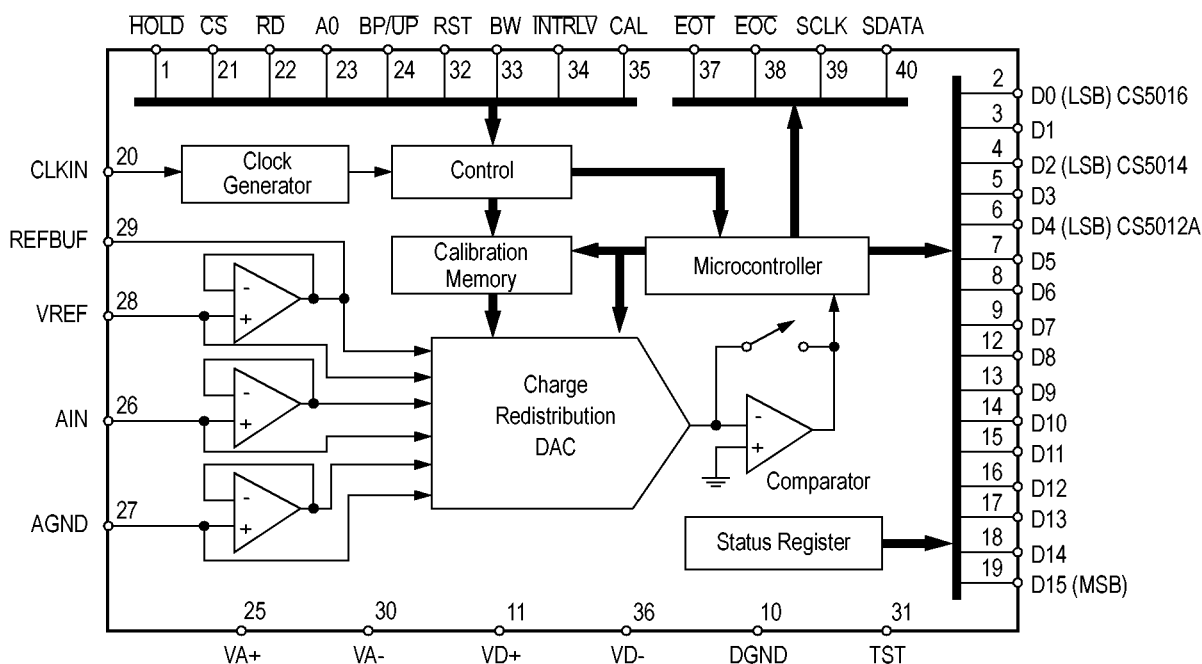 HOLD CS RD A0 BP/UP RST BW INTRLV CAL EOT EOC SCLK SDATA
1 21 22 23 24 32 33 34 35 37 38 39 40
2 D0 (LSB) CS5016
3 D1
4 D2 (LSB) CS5014
5 D3
6 D4 (LSB) CS5012A
7 D5
8 D6
9 D7
12 D8
13 D9
14 D10
15 D11
16 D12
17 D13
18 D14
19 D15 (MSB)
CLKIN 20
Clock
Generator
Control
REFBUF 29
Calibration
Memory
Microcontroller
VREF 28
- +
AIN 26
- +
AGND 27
- +
Charge
Redistribution
DAC
- +
Comparator
Status Register
25 30 11 36 10 31
VA+ VA- VD+ VD- DGND TST